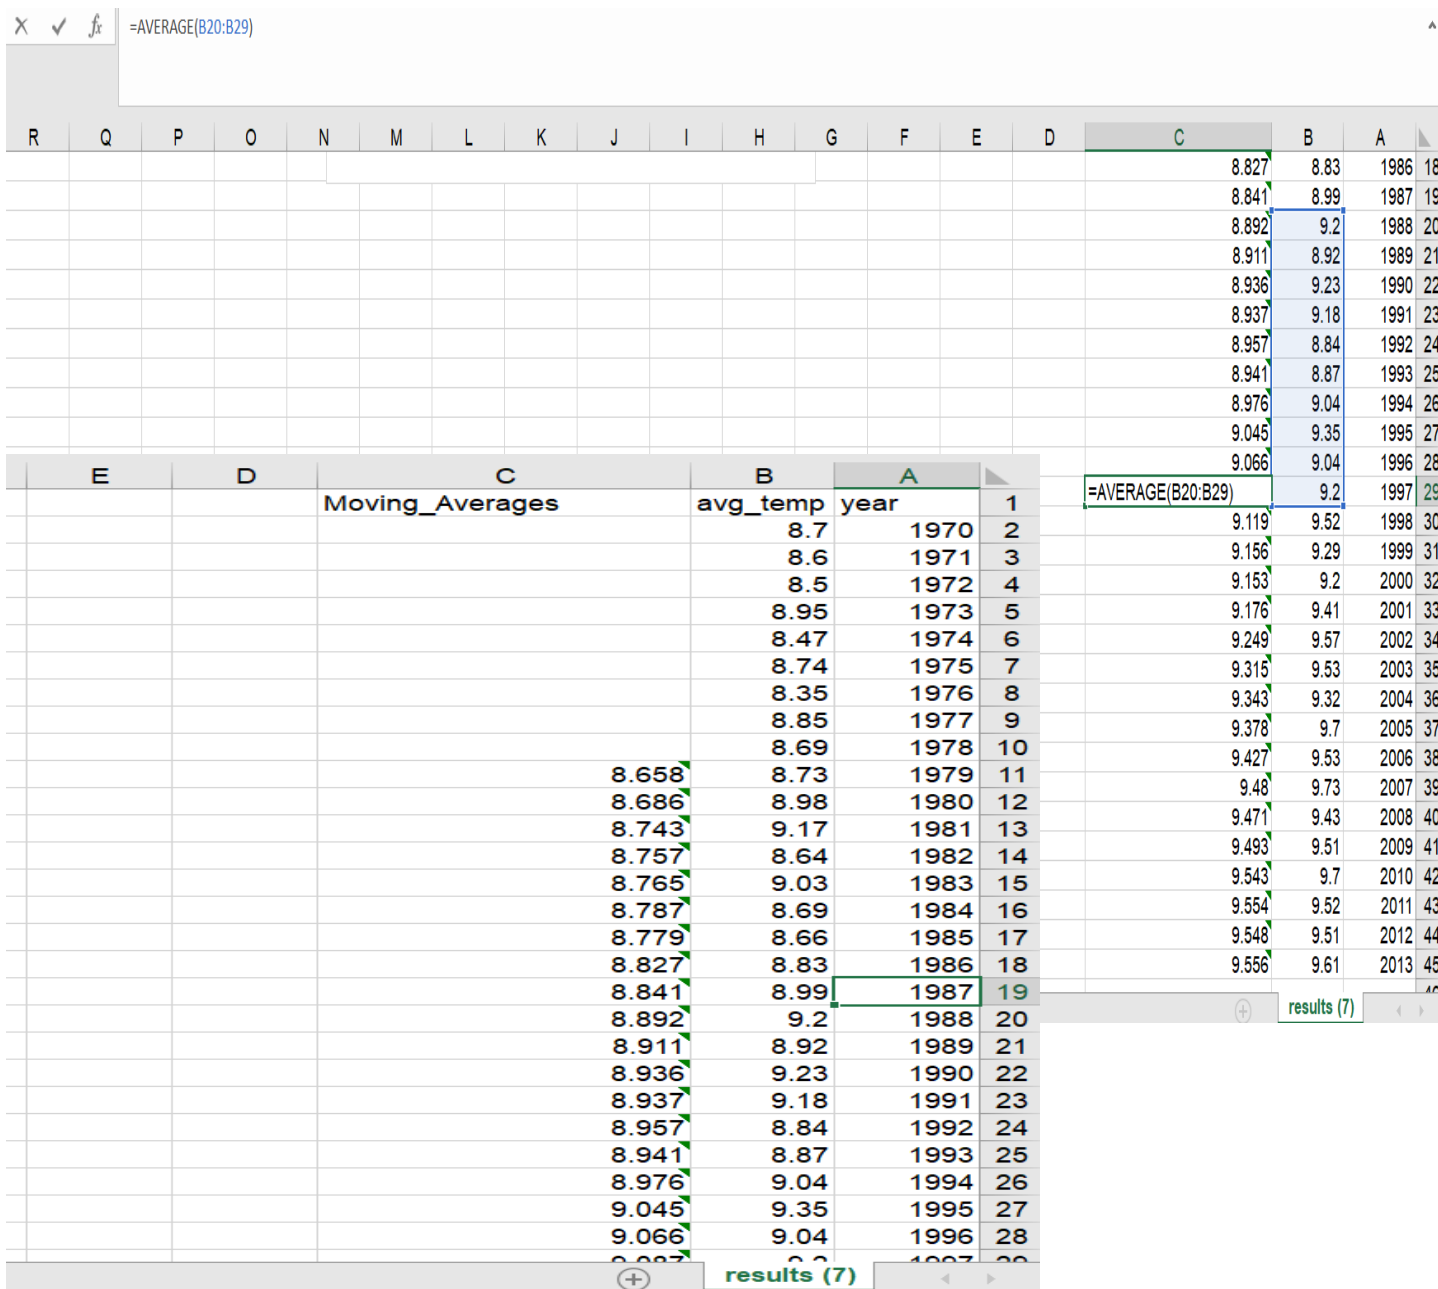 =AVERAGE(B20:B29)
R Q P O N M L K J I H G F E D C B A
8.827 8.83 1986 18
8.841 8.99 1987 19
8.892 9.2 1988 20
8.911 8.92 1989 21
8.936 9.23 1990 22
8.937 9.18 1991 23
8.957 8.84 1992 24
8.941 8.87 1993 25
8.976 9.04 1994 26
9.045 9.35 1995 27
9.066 9.04 1996 28
=AVERAGE(B20:B29) 9.2 1997 29
9.119 9.52 1998 30
9.156 9.29 1999 31
9.153 9.2 2000 32
9.176 9.41 2001 33
9.249 9.57 2002 34
9.315 9.53 2003 35
9.343 9.32 2004 36
9.378 9.7 2005 37
9.427 9.53 2006 38
9.48 9.73 2007 39
9.471 9.43 2008 40
9.493 9.51 2009 41
9.543 9.7 2010 42
9.554 9.52 2011 43
9.548 9.51 2012 44
9.556 9.61 2013 45
results (7)
E D C B A
Moving_Averages avg_temp year 1
8.7 1970 2
8.6 1971 3
8.5 1972 4
8.95 1973 5
8.47 1974 6
8.74 1975 7
8.35 1976 8
8.85 1977 9
8.69 1978 10
8.658 8.73 1979 11
8.686 8.98 1980 12
8.743 9.17 1981 13
8.757 8.64 1982 14
8.765 9.03 1983 15
8.787 8.69 1984 16
8.779 8.66 1985 17
8.827 8.83 1986 18
8.841 8.99 1987 19
8.892 9.2 1988 20
8.911 8.92 1989 21
8.936 9.23 1990 22
8.937 9.18 1991 23
8.957 8.84 1992 24
8.941 8.87 1993 25
8.976 9.04 1994 26
9.045 9.35 1995 27
9.066 9.04 1996 28
results (7)